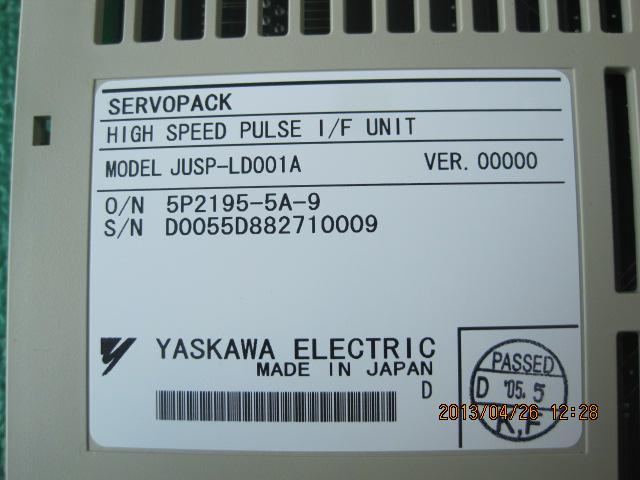 SERVOPACK
HIGH SPEED PULSE I/F UNIT
MODEL JUSP-LD001A VER. 00000
O/N 5P2195-5A-9
S/N D0055D882710009
YASKAWA ELECTRIC
MADE IN JAPAN
D
PASSED
D '05.5
K.F
2013/04/26 12:28